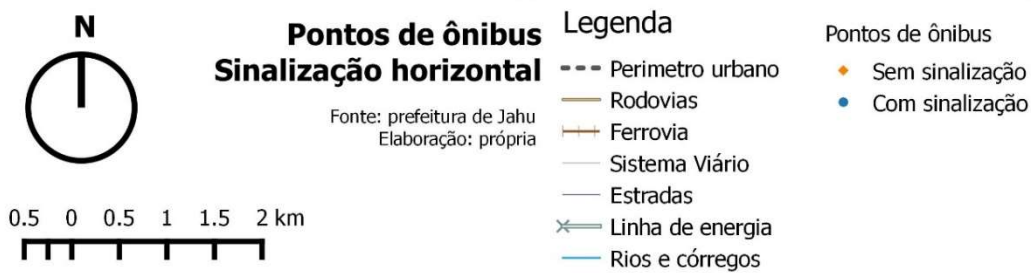 N
Pontos de ônibus
Sinalização horizontal
Fonte: prefeitura de Jahu
Elaboração: própria
0.5 0 0.5 1 1.5 2 km
Legenda
Perimetro urbano
Rodovias
Ferrovia
Sistema Viário
Estradas
Linha de energia
Rios e córregos
Pontos de ônibus
Sem sinalização
Com sinalização